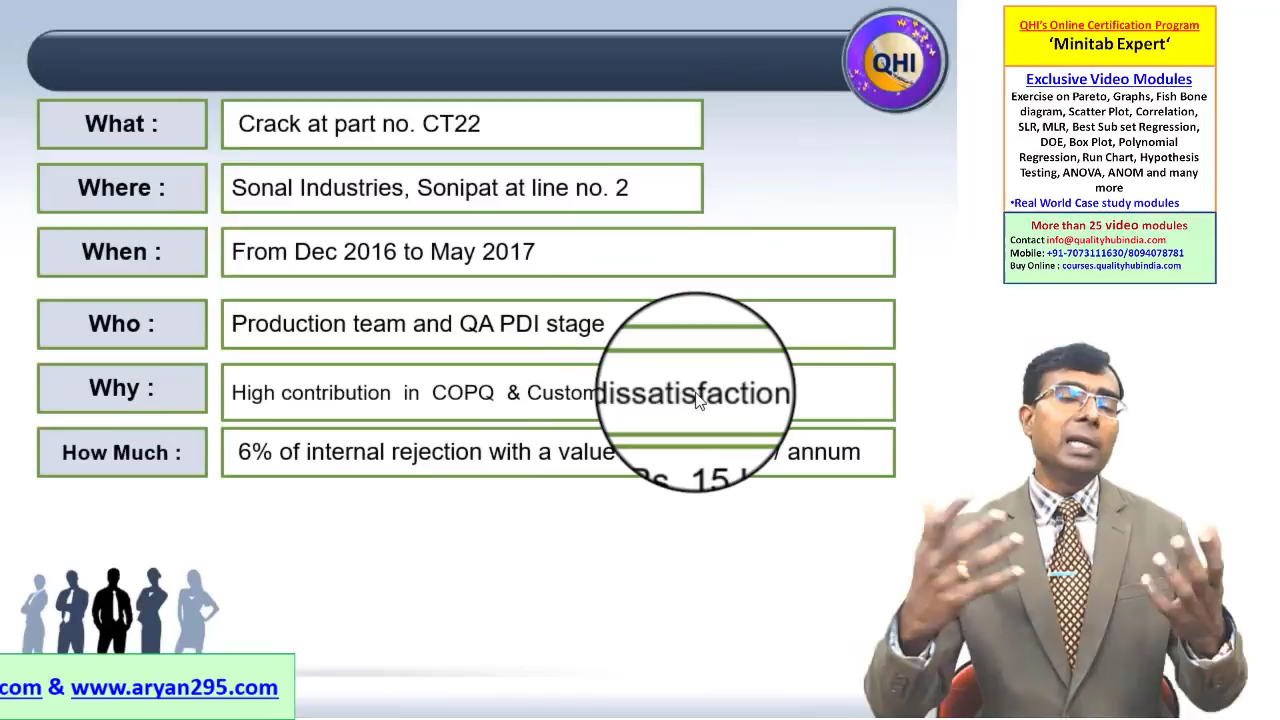 QHI
What :
Crack at part no. CT22
Where :
Sonal Industries, Sonipat at line no. 2
When :
From Dec 2016 to May 2017
Who :
Production team and QA PDI stage
Why :
High contribution in COPQ & Custom dissatisfaction
How Much :
6% of internal rejection with a value Rs. 15 / annum
.com & www.aryan295.com
QHI's Online Certification Program
‘Minitab Expert‘
Exclusive Video Modules
Exercise on Pareto, Graphs, Fish Bone
diagram, Scatter Plot, Correlation,
SLR, MLR, Best Sub set Regression,
DOE, Box Plot, Polynomial
Regression, Run Chart, Hypothesis
Testing, ANOVA, ANOM and many
more
•Real World Case study modules
More than 25 video modules
Contact info@qualityhubindia.com
Mobile: +91-7073111630/8094078781
Buy Online : courses.qualityhubindia.com